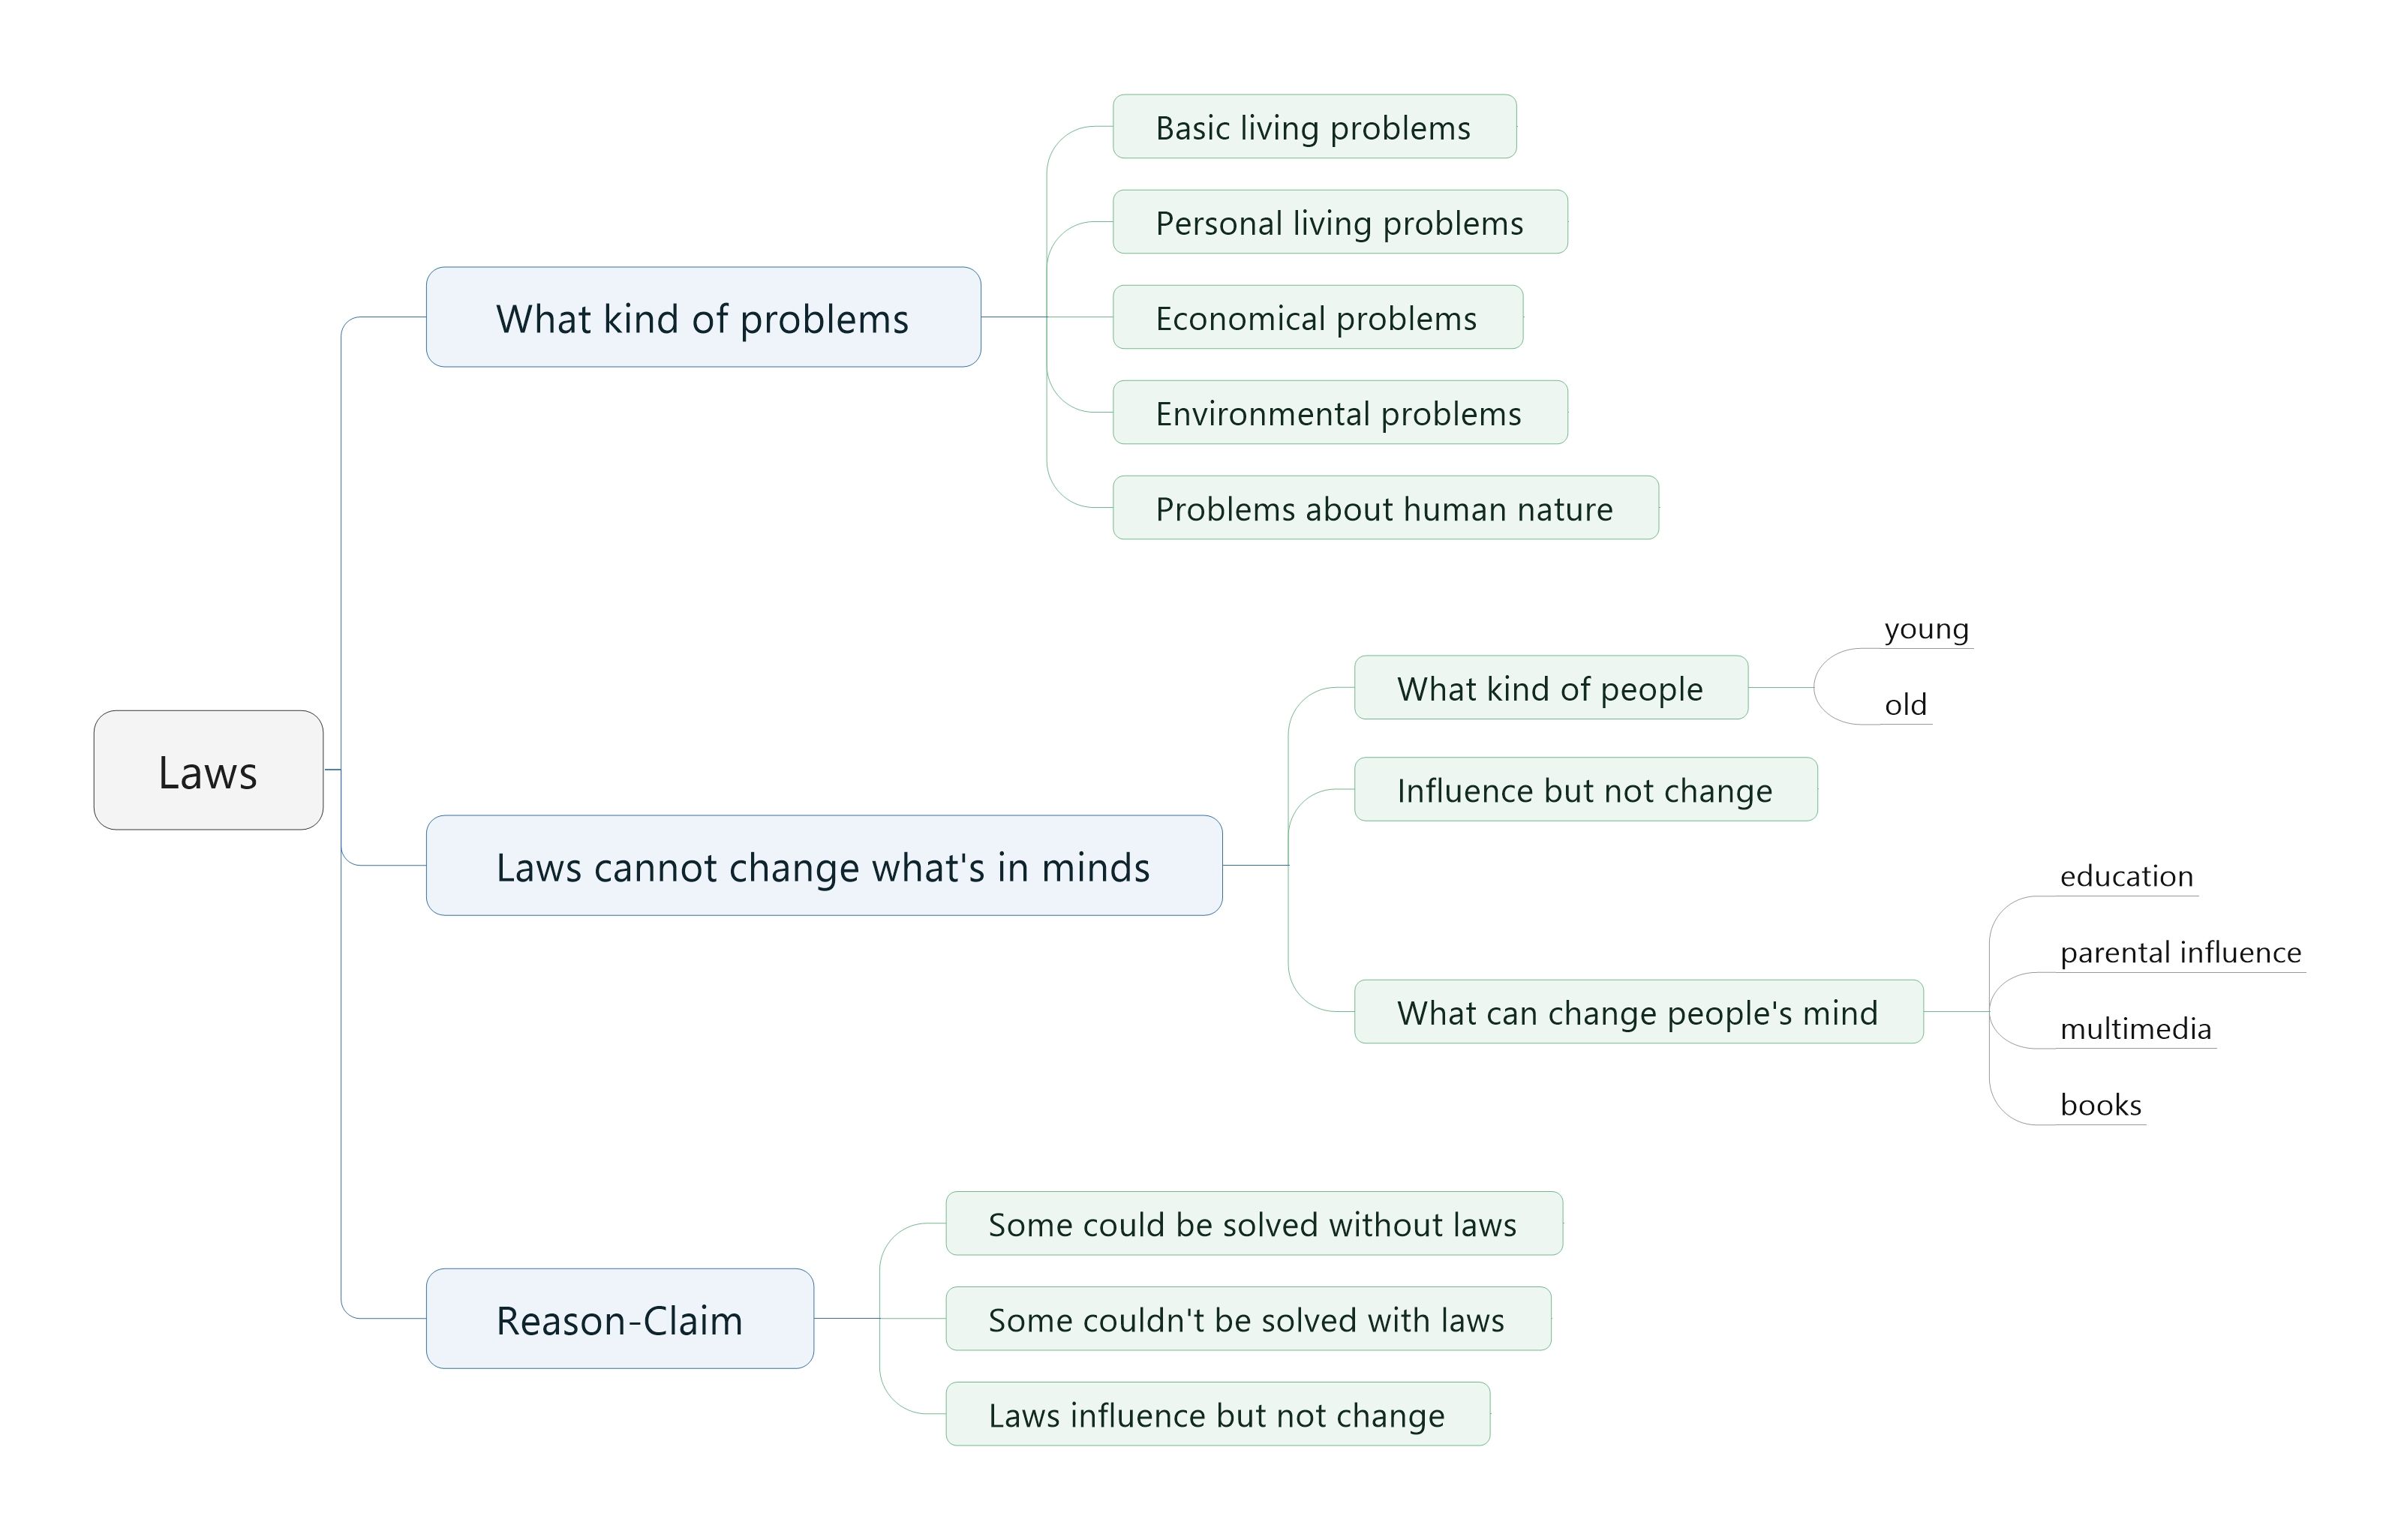 Laws
What kind of problems
Basic living problems
Personal living problems
Economical problems
Environmental problems
Problems about human nature
Laws cannot change what's in minds
What kind of people
young
old
Influence but not change
What can change people's mind
education
parental influence
multimedia
books
Reason-Claim
Some could be solved without laws
Some couldn't be solved with laws
Laws influence but not change